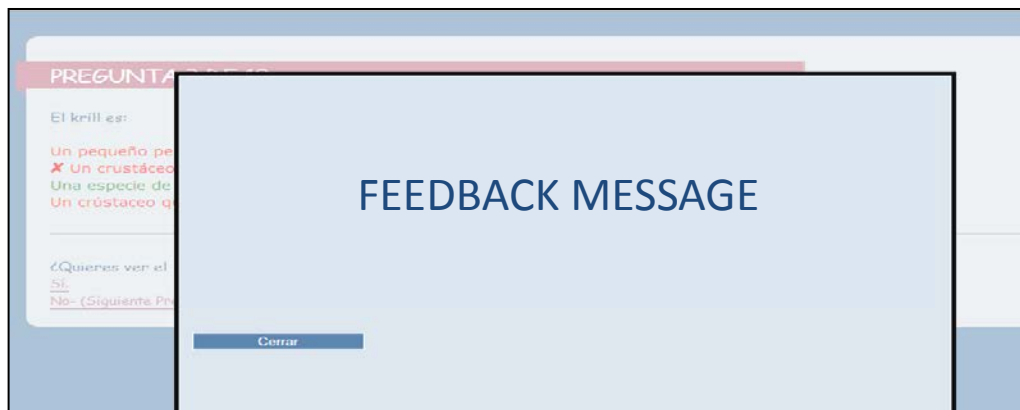 PREGUNTA
El krill es:
Un pequeño pe
✘ Un crustáceo
Una especie de
Un crústaceo q
¿Quieres ver el
Sí.
No- (Siguiente Pre
FEEDBACK MESSAGE
Cerrar